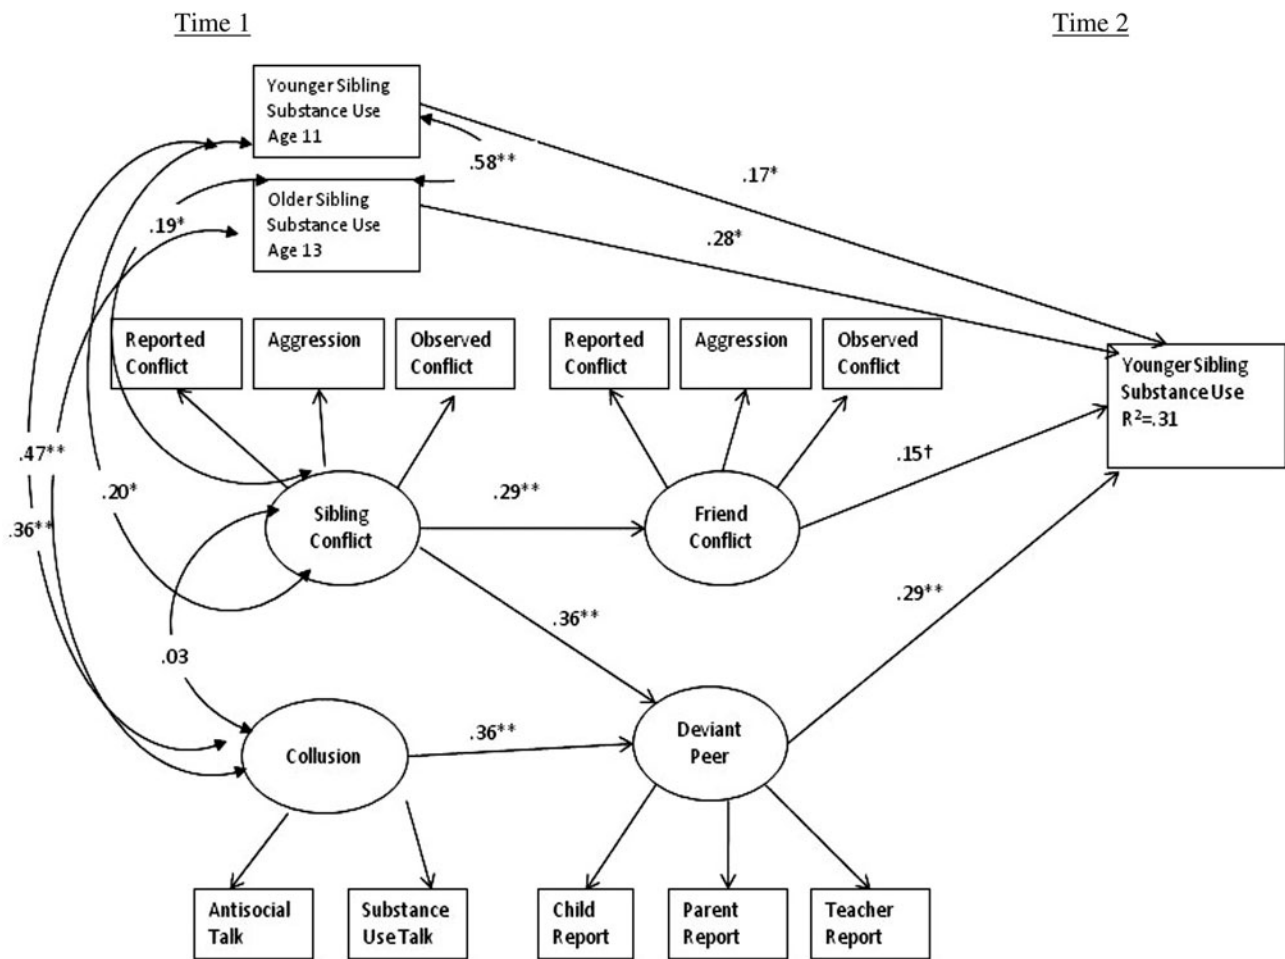 Time 1
Time 2
Younger Sibling
Substance Use
Age 11
.58**
.17*
Older Sibling
Substance Use
Age 13
.19*
.28*
Reported
Conflict
Aggression
Observed
Conflict
Reported
Conflict
Aggression
Observed
Conflict
Younger Sibling
Substance Use
R²=.31
.47**
.20*
.36**
Sibling
Conflict
.29**
Friend
Conflict
.15†
.36**
.29**
.03
Collusion
.36**
Deviant
Peer
Antisocial
Talk
Substance
Use Talk
Child
Report
Parent
Report
Teacher
Report